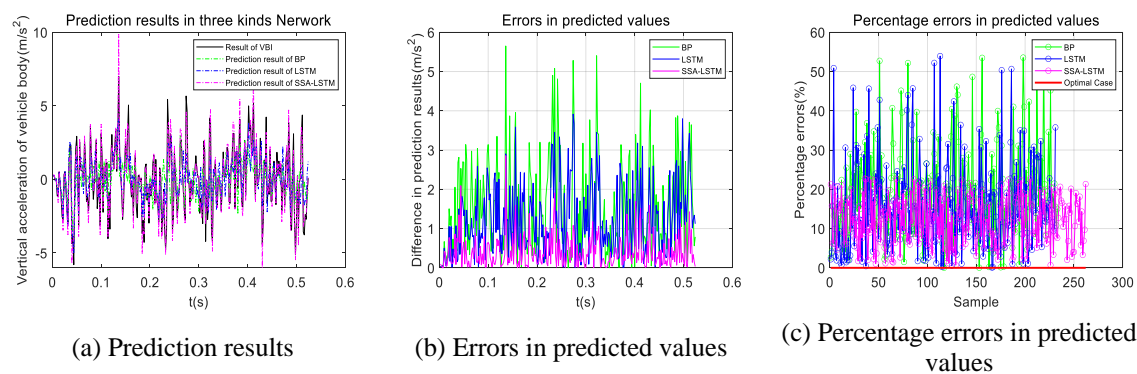 Prediction results in three kinds Nerwork
Vertical acceleration of vehicle body(m/s²)
10
5
0
-5
Result of VBI
Prediction result of BP
Prediction result of LSTM
Prediction result of SSA-LSTM
0 0.1 0.2 0.3 0.4 0.5 0.6
t(s)
(a) Prediction results
Errors in predicted values
Difference in prediction results(m/s²)
6
5
4
3
2
1
0
BP
LSTM
SSA-LSTM
0 0.1 0.2 0.3 0.4 0.5 0.6
t(s)
(b) Errors in predicted values
Percentage errors in predicted values
Percentage errors(%)
60
50
40
30
20
10
0
BP
LSTM
SSA-LSTM
Optimal Case
0 50 100 150 200 250 300
Sample
(c) Percentage errors in predicted
values